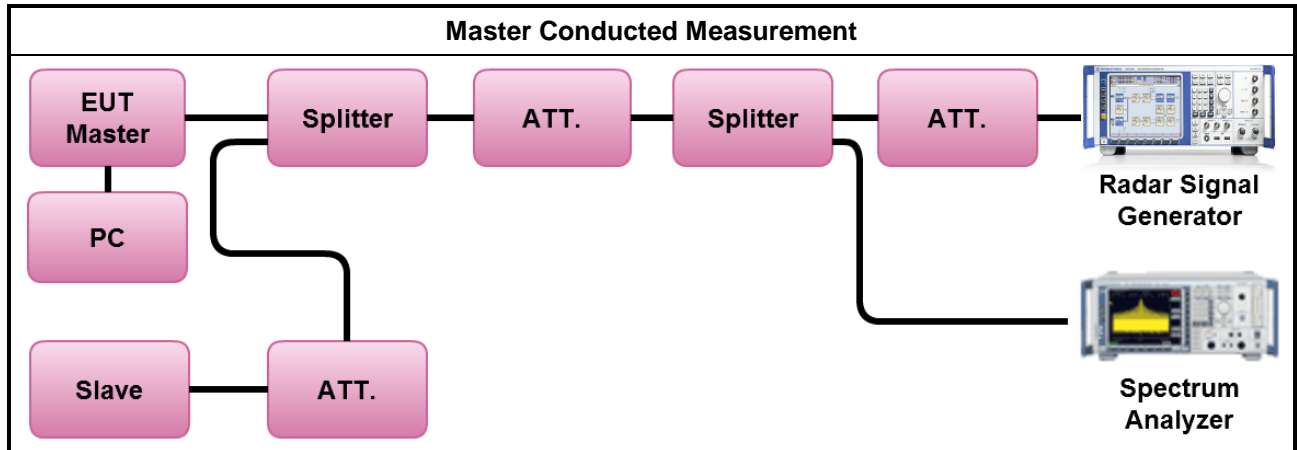 Master Conducted Measurement
EUT
Master
Splitter
ATT.
Splitter
ATT.
Radar Signal
Generator
PC
Slave
ATT.
Spectrum
Analyzer